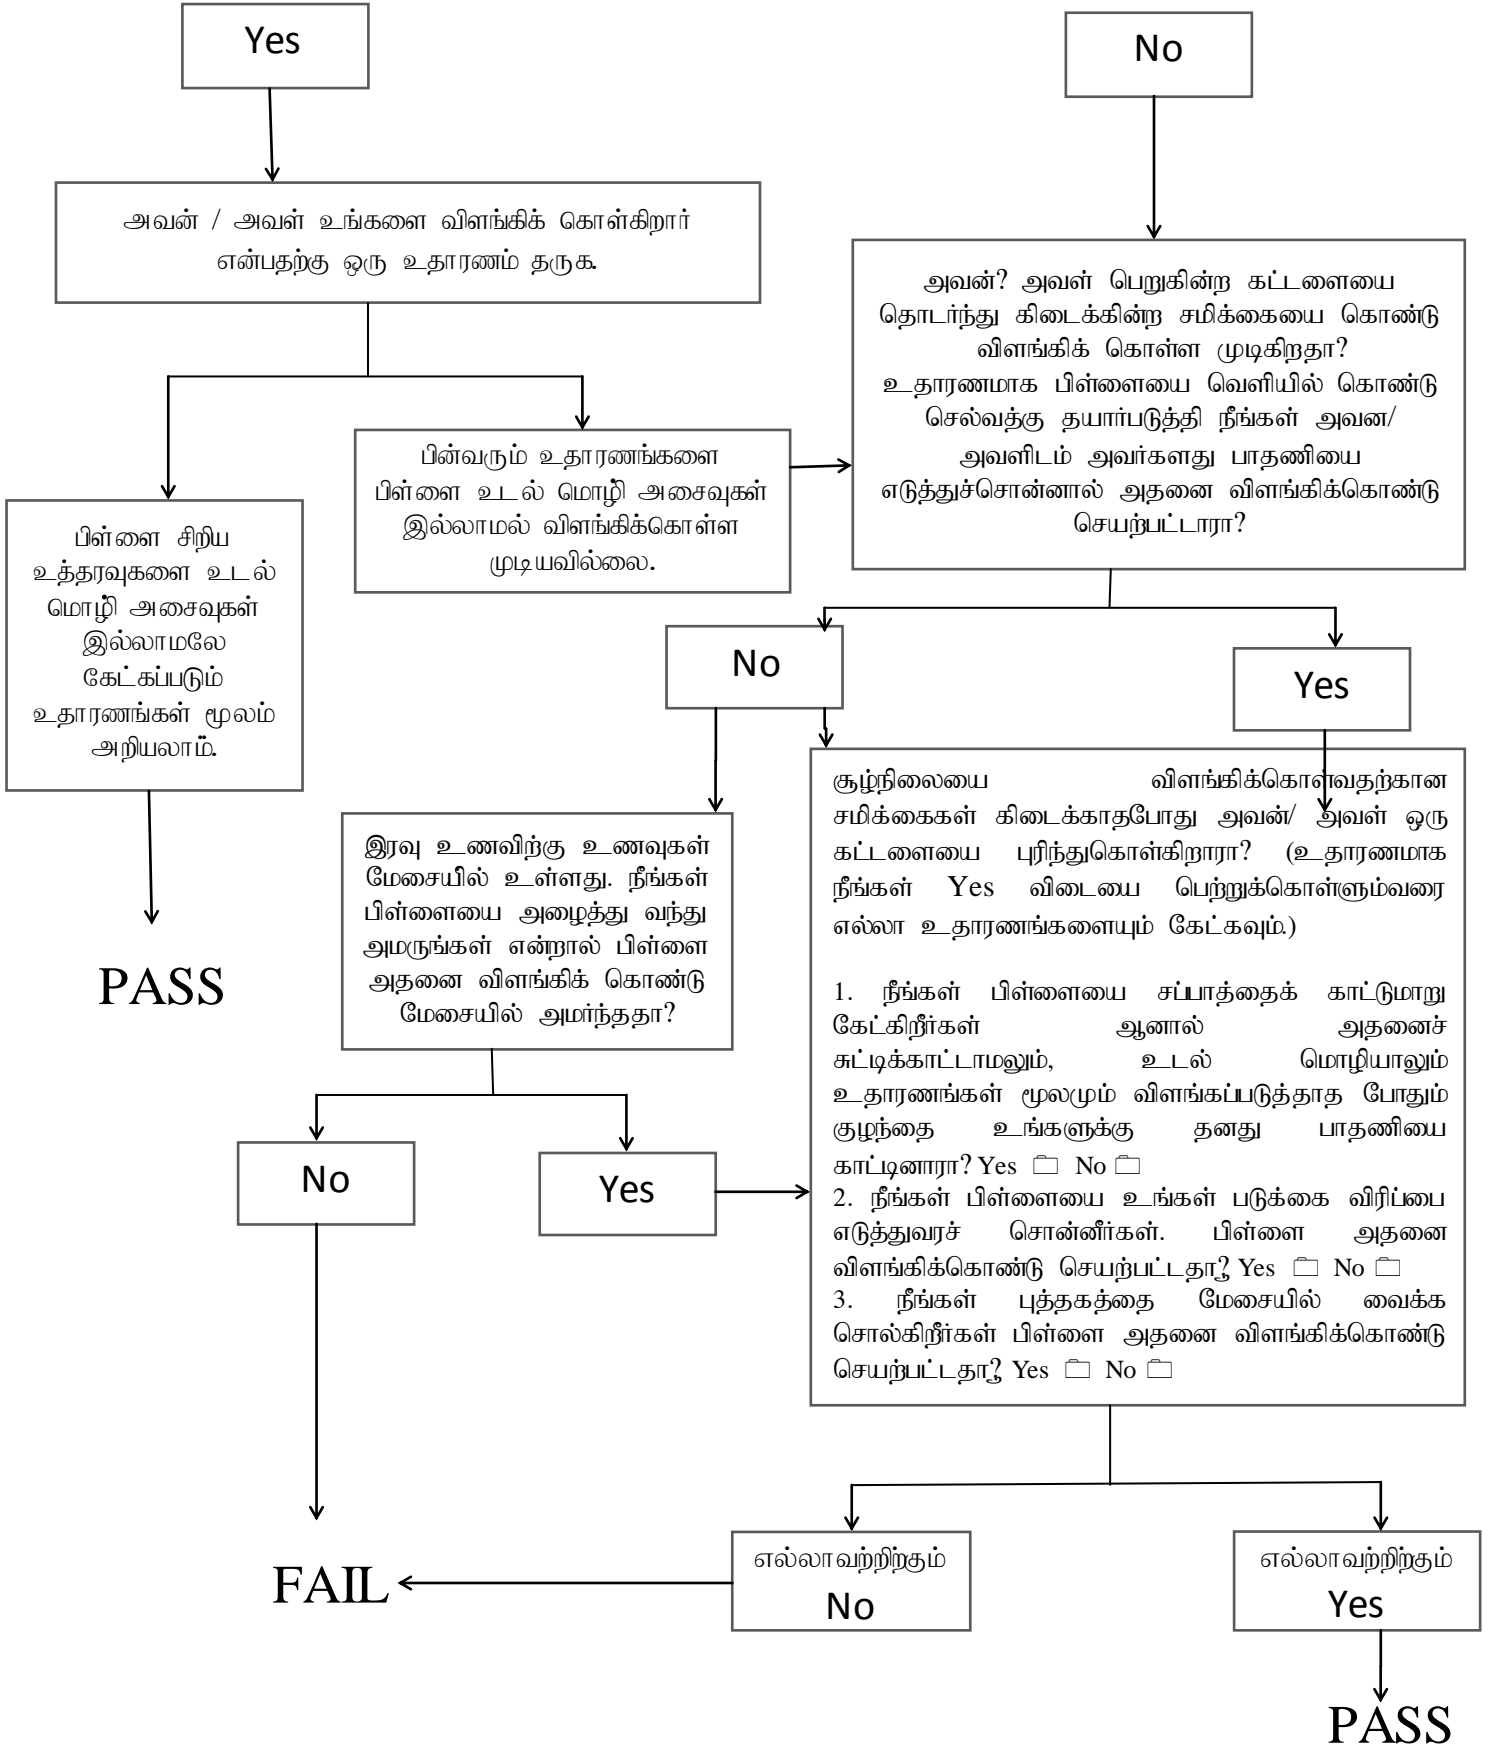 Yes
No
அவன் / அவள் உங்களை விளங்கிக் கொள்கிறார்
என்பதற்கு ஒரு உதாரணம் தருக.
அவன்? அவள் பெறுகின்ற கட்டளையை
தொடர்ந்து கிடைக்கின்ற சமிக்கையை கொண்டு
விளங்கிக் கொள்ள முடிகிறதா?
உதாரணமாக பிள்ளையை வெளியில் கொண்டு
செல்வத்கு தயார்படுத்தி நீங்கள் அவன/
அவளிடம் அவர்களது பாதணியை
எடுத்துச்சொன்னால் அதனை விளங்கிக்கொண்டு
செயற்பட்டாரா?
பின்வரும் உதாரணங்களை
பிள்ளை உடல் மொழி அசைவுகள்
இல்லாமல் விளங்கிக்கொள்ள
முடியவில்லை.
பிள்ளை சிறிய
உத்தரவுகளை உடல்
மொழி அசைவுகள்
இல்லாமலே
கேட்கப்படும்
உதாரணங்கள் மூலம்
அறியலாம்.
PASS
No
Yes
இரவு உணவிற்கு உணவுகள்
மேசையில் உள்ளது. நீங்கள்
பிள்ளையை அழைத்து வந்து
அமருங்கள் என்றால் பிள்ளை
அதனை விளங்கிக் கொண்டு
மேசையில் அமர்ந்ததா?
சூழ்நிலையை விளங்கிக்கொள்வதற்கான
சமிக்கைகள் கிடைக்காதபோது அவன்/ அவள் ஒரு
கட்டளையை புரிந்துகொள்கிறாரா? (உதாரணமாக
நீங்கள் Yes விடையை பெற்றுக்கொள்ளும்வரை
எல்லா உதாரணங்களையும் கேட்கவும்.)
1. நீங்கள் பிள்ளையை சப்பாத்தைக் காட்டுமாறு
கேட்கிறீர்கள் ஆனால் அதனைச்
சுட்டிக்காட்டாமலும், உடல் மொழியாலும்
உதாரணங்கள் மூலமும் விளங்கப்படுத்தாத போதும்
குழந்தை உங்களுக்கு தனது பாதணியை
காட்டினாரா? Yes No
2. நீங்கள் பிள்ளையை உங்கள் படுக்கை விரிப்பை
எடுத்துவரச் சொன்னீர்கள். பிள்ளை அதனை
விளங்கிக்கொண்டு செயற்பட்டதா? Yes No
3. நீங்கள் புத்தகத்தை மேசையில் வைக்க
சொல்கிறீர்கள் பிள்ளை அதனை விளங்கிக்கொண்டு
செயற்பட்டதா? Yes No
No
Yes
எல்லாவற்றிற்கும்
No
எல்லாவற்றிற்கும்
Yes
FAIL
PASS